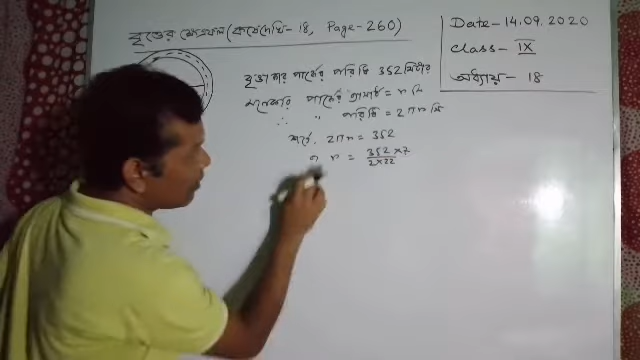 বৃত্তের ক্ষেত্রফল (কষেদেখি- 18, Page- 260)
Date- 14.09.2020
Class- IX
অধ্যায়- 18
বৃত্তাকার পার্কের পরিধি 352 মিটার
মনেকরি পার্কের ব্যাসার্ধ = r মি
∴ " পরিধি = 2πr মি
শর্তে, 2πr = 352
বা r = 352 × 7 / 2 × 22